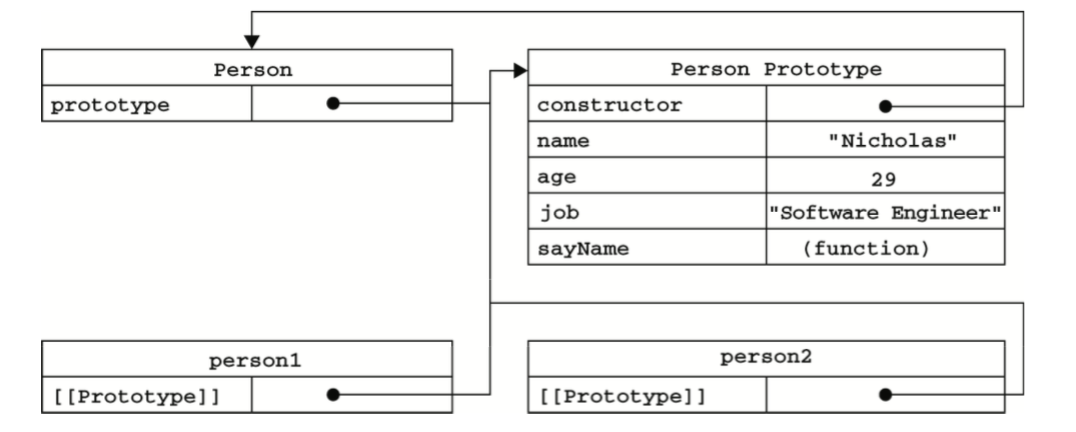 Person
prototype
Person Prototype
constructor
name "Nicholas"
age 29
job "Software Engineer"
sayName (function)
person1
[[Prototype]]
person2
[[Prototype]]